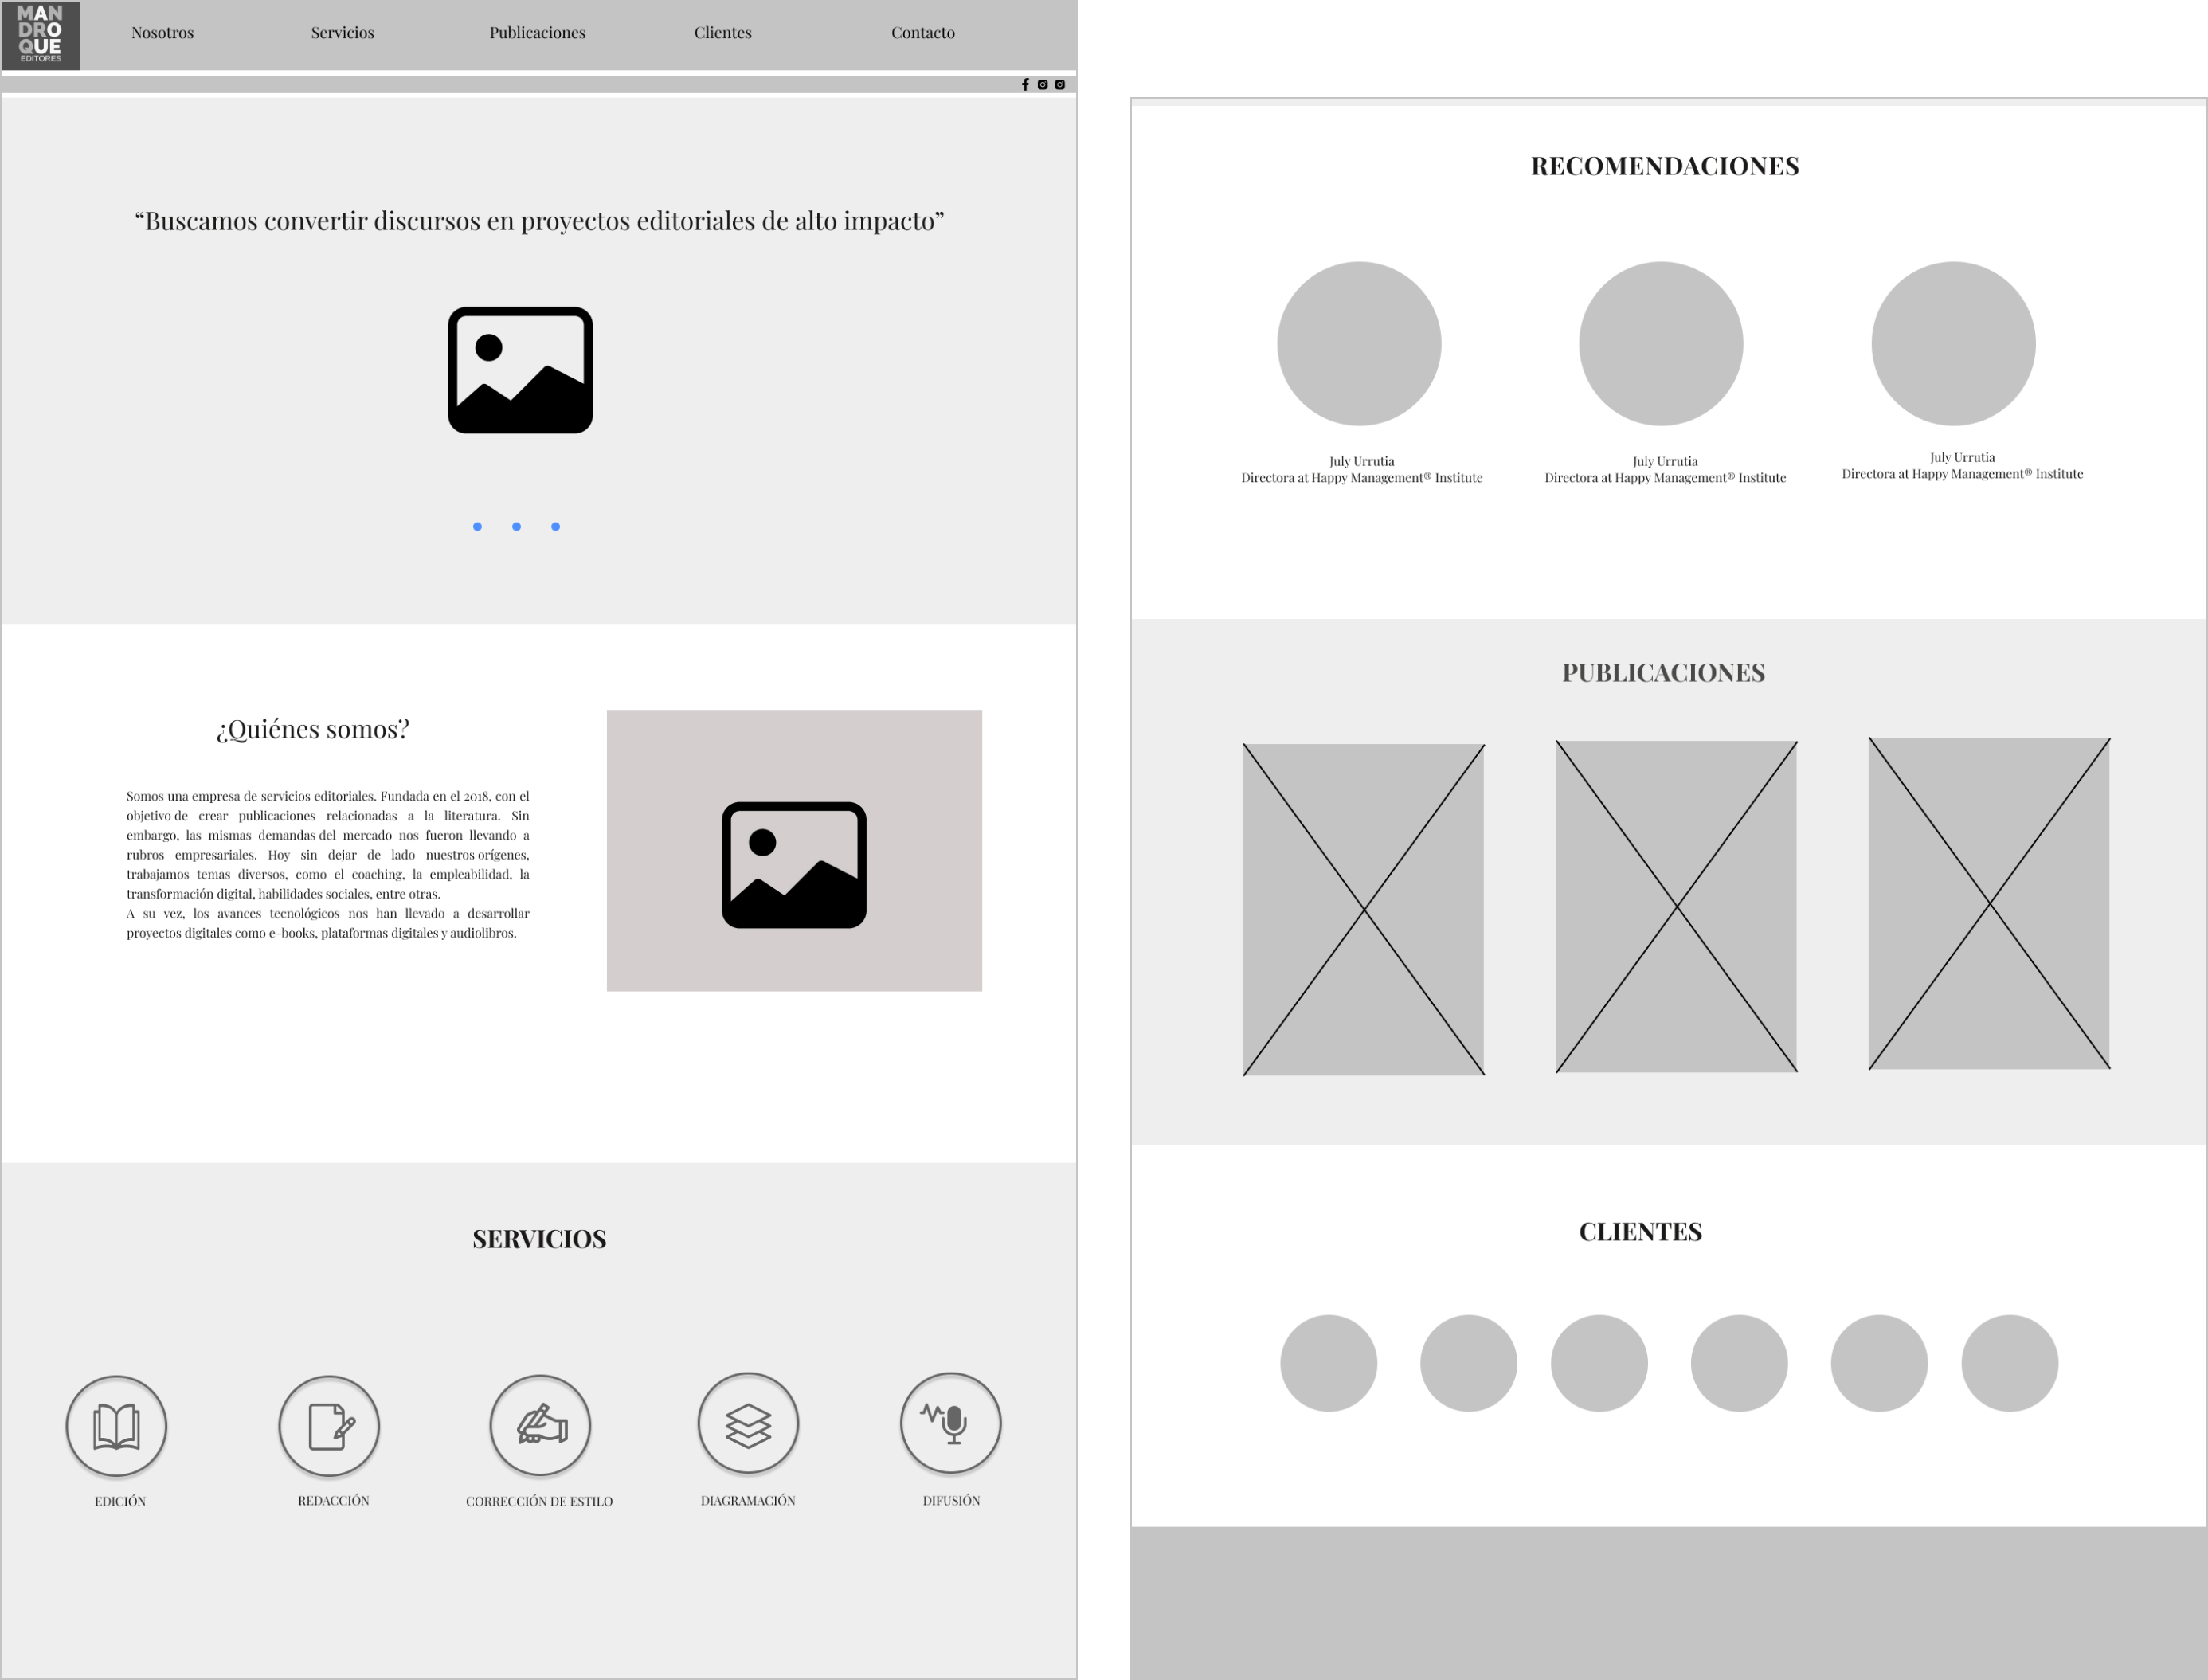 MAN
DRO
QUE
EDITORES
Nosotros
Servicios
Publicaciones
Clientes
Contacto
“Buscamos convertir discursos en proyectos editoriales de alto impacto”
¿Quiénes somos?
Somos una empresa de servicios editoriales. Fundada en el 2018, con el
objetivo de crear publicaciones relacionadas a la literatura. Sin
embargo, las mismas demandas del mercado nos fueron llevando a
rubros empresariales. Hoy sin dejar de lado nuestros orígenes,
trabajamos temas diversos, como el coaching, la empleabilidad, la
transformación digital, habilidades sociales, entre otras.
A su vez, los avances tecnológicos nos han llevado a desarrollar
proyectos digitales como e-books, plataformas digitales y audiolibros.
SERVICIOS
EDICIÓN
REDACCIÓN
CORRECCIÓN DE ESTILO
DIAGRAMACIÓN
DIFUSIÓN
RECOMENDACIONES
July Urrutia
Directora at Happy Management® Institute
July Urrutia
Directora at Happy Management® Institute
July Urrutia
Directora at Happy Management® Institute
PUBLICACIONES
CLIENTES